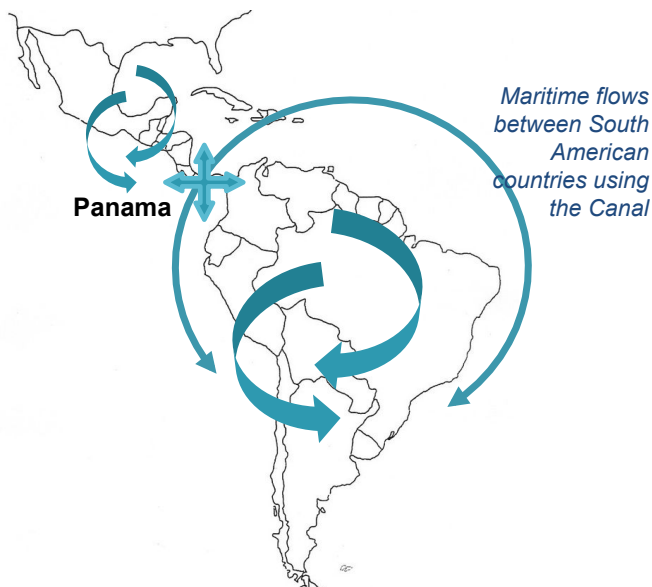 Maritime flows
between South
American
countries using
the Canal
Panama